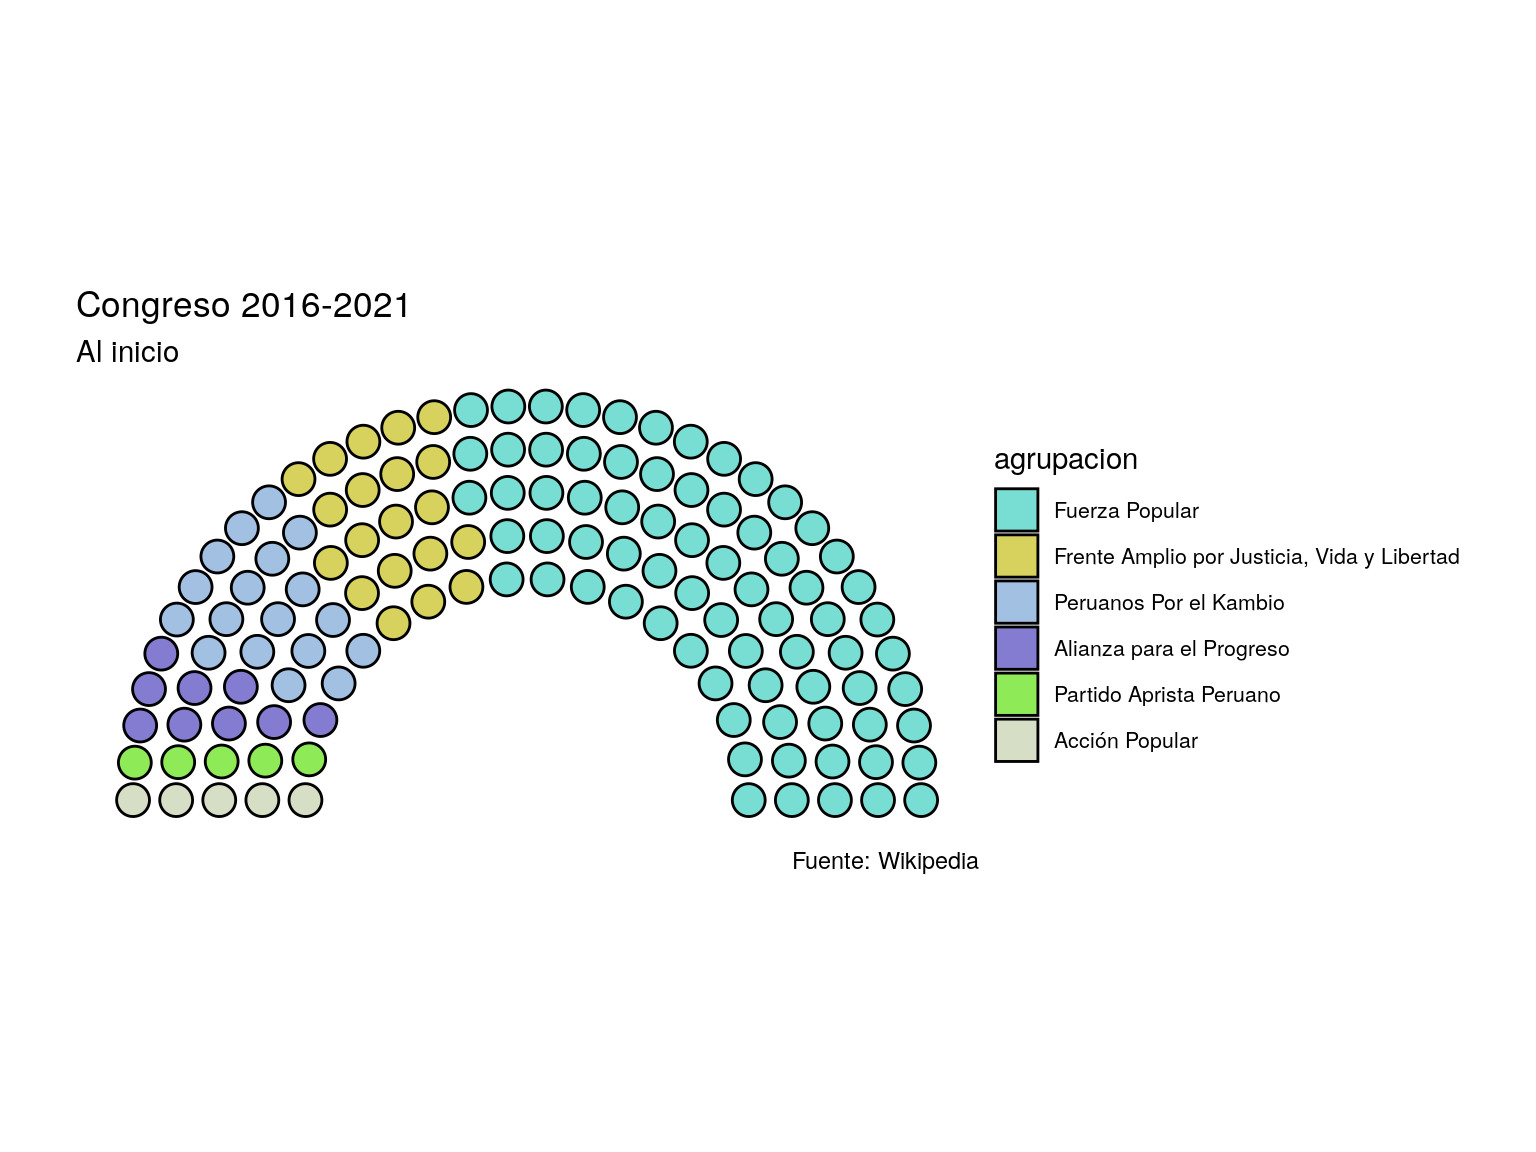 Congreso 2016-2021
Al inicio
agrupacion
Fuerza Popular
Frente Amplio por Justicia, Vida y Libertad
Peruanos Por el Kambio
Alianza para el Progreso
Partido Aprista Peruano
Acción Popular
Fuente: Wikipedia